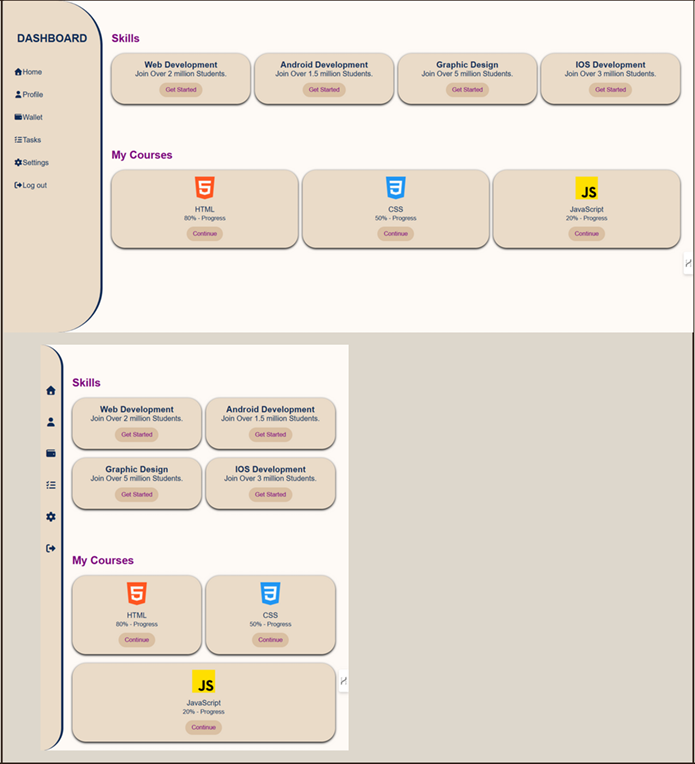 DASHBOARD
Home
Profile
Wallet
Tasks
Settings
Log out
Skills
Web Development
Join Over 2 million Students.
Get Started
Android Development
Join Over 1.5 million Students.
Get Started
Graphic Design
Join Over 5 million Students.
Get Started
IOS Development
Join Over 3 million Students.
Get Started
My Courses
5
HTML
80% - Progress
Continue
3
CSS
50% - Progress
Continue
JS
JavaScript
20% - Progress
Continue
Skills
Web Development
Join Over 2 million Students.
Get Started
Android Development
Join Over 1.5 million Students.
Get Started
Graphic Design
Join Over 5 million Students.
Get Started
IOS Development
Join Over 3 million Students.
Get Started
My Courses
5
HTML
80% - Progress
Continue
3
CSS
50% - Progress
Continue
JS
JavaScript
20% - Progress
Continue